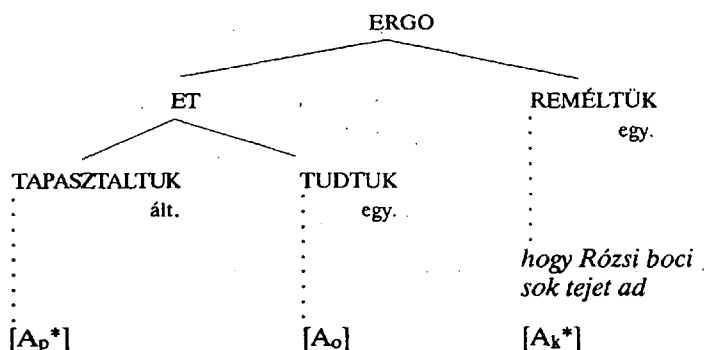 ERGO
ET REMÉLTÜK
egy.
TAPASZTALTUK TUDTUK
ált. egy.
hogy Rózsi boci
sok tejet ad
[Ap*] [Ao] [Ak*]